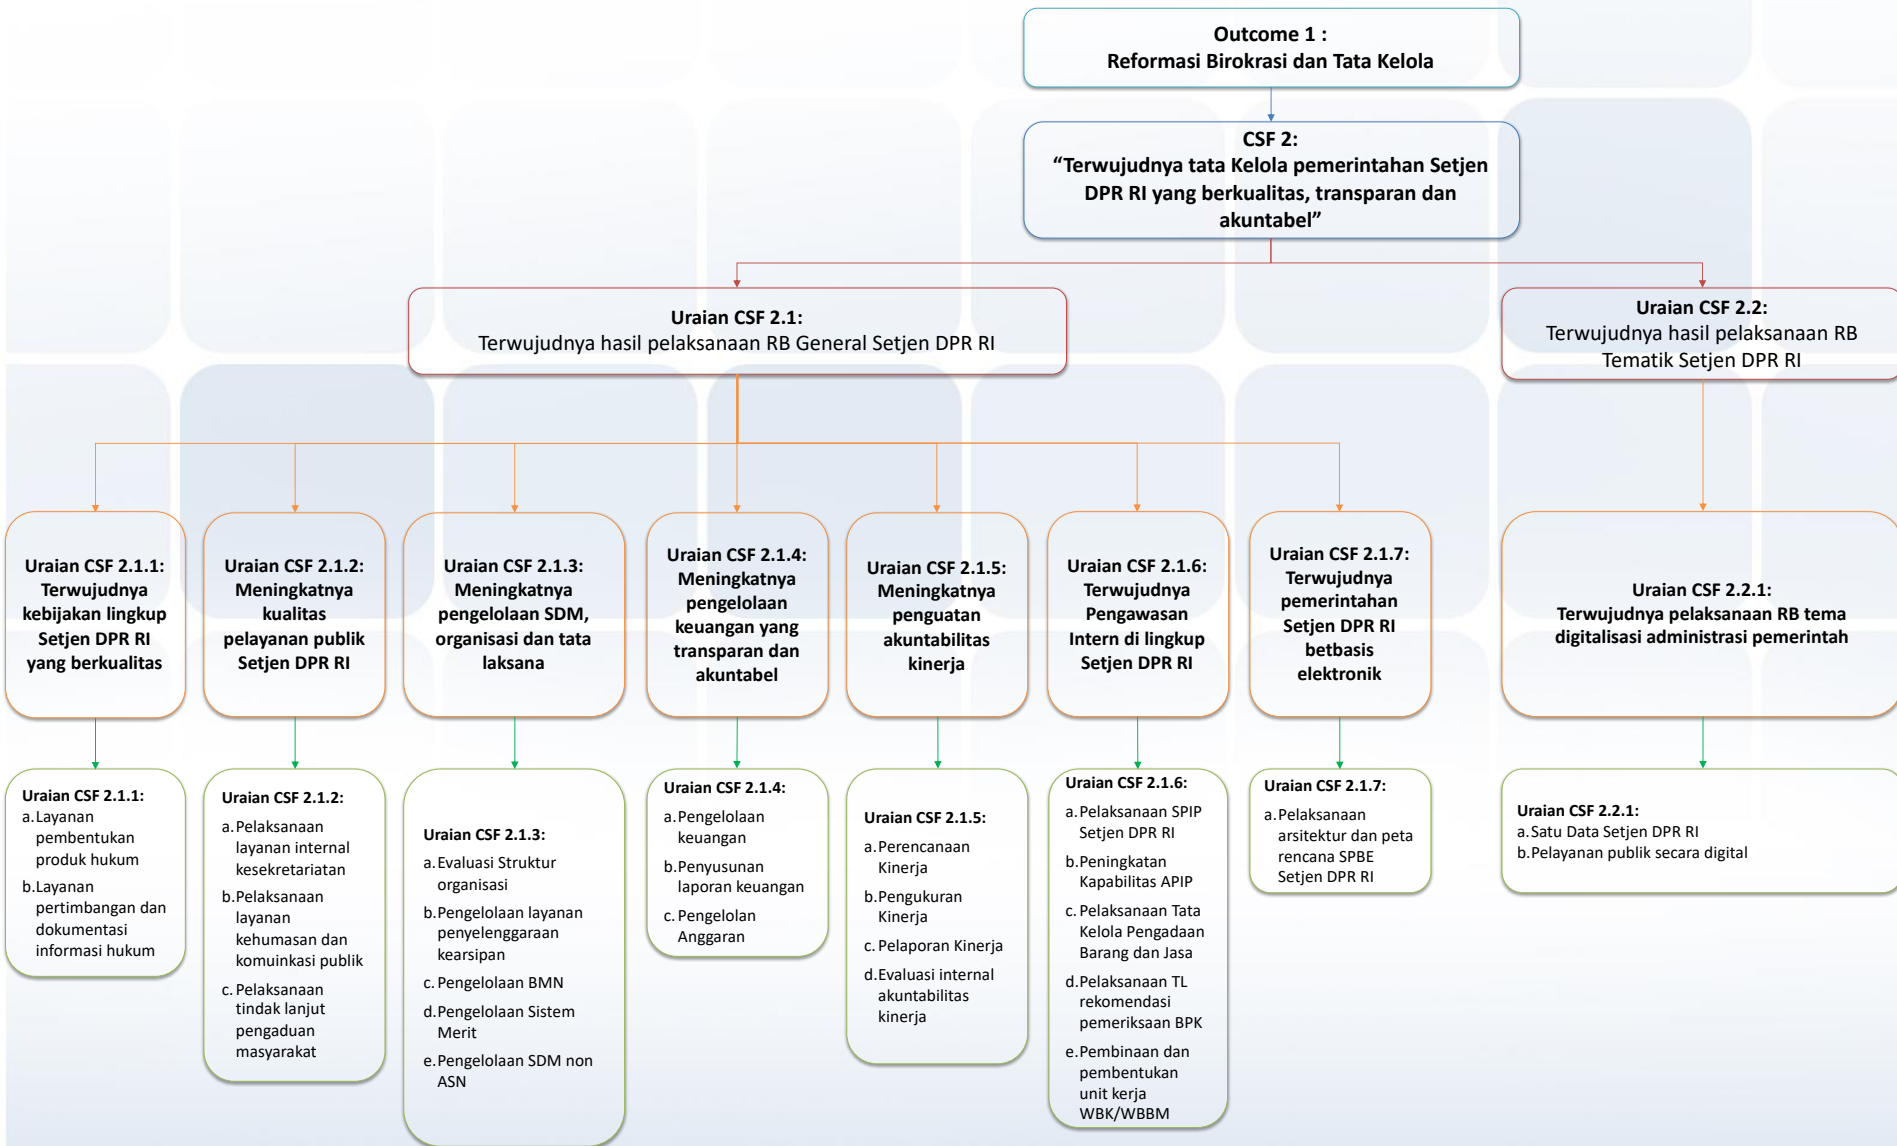 Outcome 1 :
Reformasi Birokrasi dan Tata Kelola
CSF 2:
“Terwujudnya tata Kelola pemerintahan Setjen
DPR RI yang berkualitas, transparan dan
akuntabel”
Uraian CSF 2.1:
Terwujudnya hasil pelaksanaan RB General Setjen DPR RI
Uraian CSF 2.2:
Terwujudnya hasil pelaksanaan RB
Tematik Setjen DPR RI
Uraian CSF 2.1.1:
Terwujudnya
kebijakan lingkup
Setjen DPR RI
yang berkualitas
Uraian CSF 2.1.2:
Meningkatnya
kualitas
pelayanan publik
Setjen DPR RI
Uraian CSF 2.1.3:
Meningkatnya
pengelolaan SDM,
organisasi dan tata
laksana
Uraian CSF 2.1.4:
Meningkatnya
pengelolaan
keuangan yang
transparan dan
akuntabel
Uraian CSF 2.1.5:
Meningkatnya
penguatan
akuntabilitas
kinerja
Uraian CSF 2.1.6:
Terwujudnya
Pengawasan
Intern di lingkup
Setjen DPR RI
Uraian CSF 2.1.7:
Terwujudnya
pemerintahan
Setjen DPR RI
betbasis
elektronik
Uraian CSF 2.2.1:
Terwujudnya pelaksanaan RB tema
digitalisasi administrasi pemerintah
Uraian CSF 2.1.1:
a. Layanan
pembentukan
produk hukum
b. Layanan
pertimbangan dan
dokumentasi
informasi hukum
Uraian CSF 2.1.2:
a. Pelaksanaan
layanan internal
kesekretariatan
b. Pelaksanaan
layanan
kehumasan dan
komuinkasi publik
c. Pelaksanaan
tindak lanjut
pengaduan
masyarakat
Uraian CSF 2.1.3:
a. Evaluasi Struktur
organisasi
b. Pengelolaan layanan
penyelenggaraan
kearsipan
c. Pengelolaan BMN
d. Pengelolaan Sistem
Merit
e. Pengelolaan SDM non
ASN
Uraian CSF 2.1.4:
a. Pengelolaan
keuangan
b. Penyusunan
laporan keuangan
c. Pengelolan
Anggaran
Uraian CSF 2.1.5:
a. Perencanaan
Kinerja
b. Pengukuran
Kinerja
c. Pelaporan Kinerja
d. Evaluasi internal
akuntabilitas
kinerja
Uraian CSF 2.1.6:
a. Pelaksanaan SPIP
Setjen DPR RI
b. Peningkatan
Kapabilitas APIP
c. Pelaksanaan Tata
Kelola Pengadaan
Barang dan Jasa
d. Pelaksanaan TL
rekomendasi
pemeriksaan BPK
e. Pembinaan dan
pembentukan
unit kerja
WBK/WBBM
Uraian CSF 2.1.7:
a. Pelaksanaan
arsitektur dan peta
rencana SPBE
Setjen DPR RI
Uraian CSF 2.2.1:
a. Satu Data Setjen DPR RI
b. Pelayanan publik secara digital